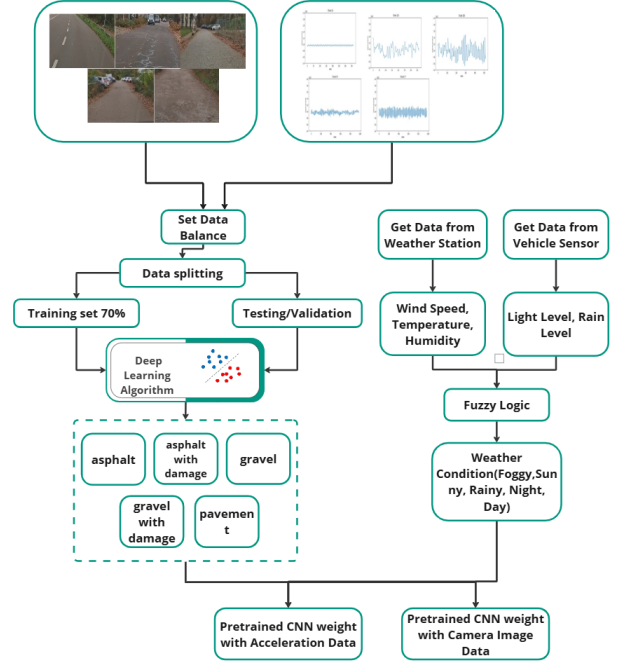 Set Data
Balance
Data splitting
Training set 70%
Testing/Validation
Deep
Learning
Algorithm
asphalt
asphalt
with
damage
gravel
gravel
with
damage
pavemen
t
Get Data from
Weather Station
Get Data from
Vehicle Sensor
Wind Speed,
Temperature,
Humidity
Light Level, Rain
Level
Fuzzy Logic
Weather
Condition(Foggy,Sun
ny, Rainy, Night,
Day)
Pretrained CNN weight
with Acceleration Data
Pretrained CNN weight
with Camera Image
Data